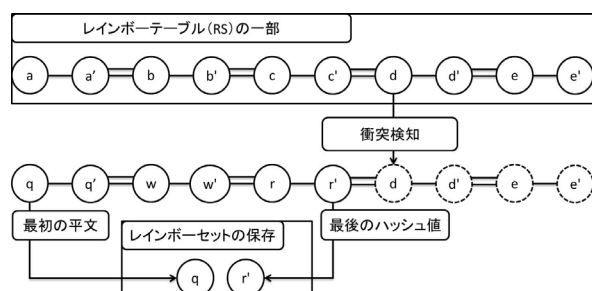 レインボーテーブル(RS)の一部
a a' b b' c c' d d' e e'
衝突検知
q q' w w' r r' d d' e e'
最初の平文 レインボーセットの保存 最後のハッシュ値
q r'